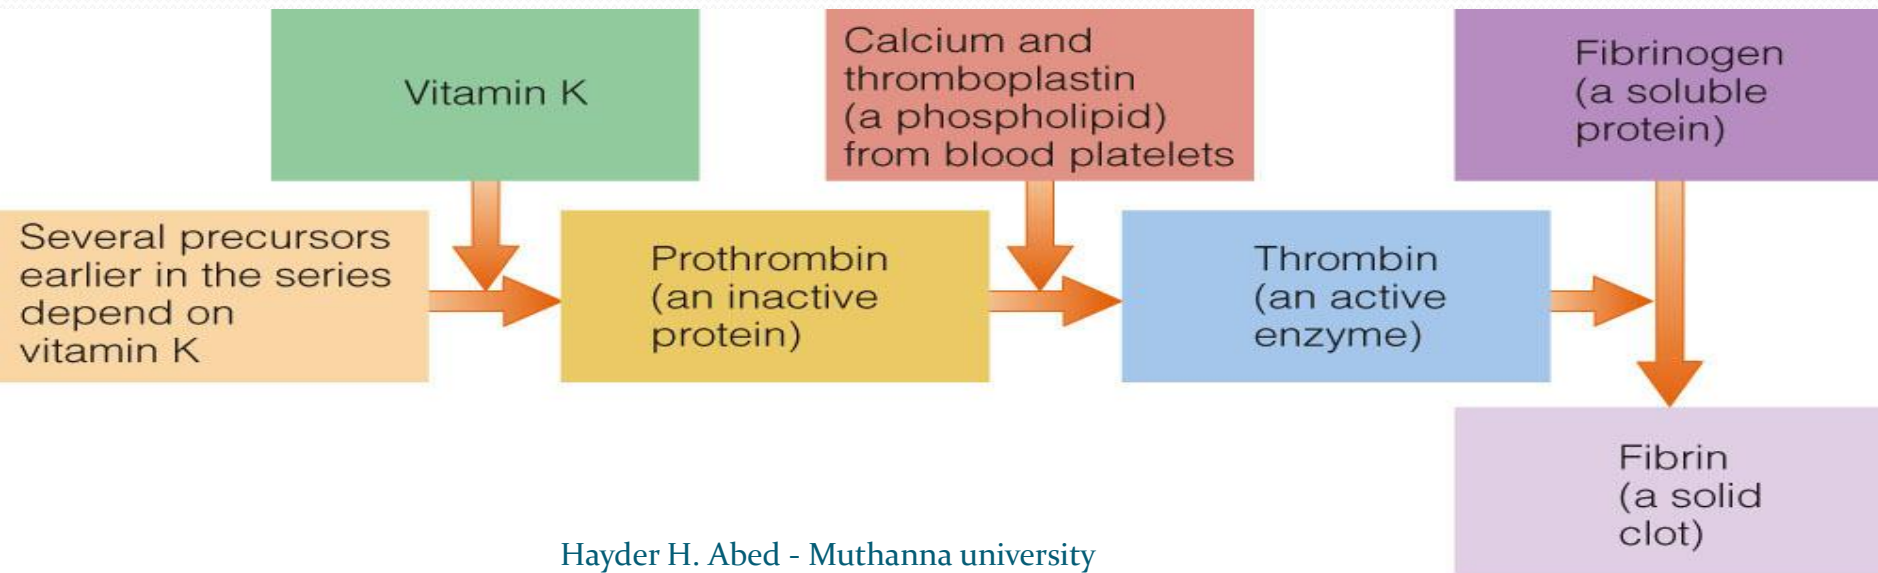 Vitamin K
Calcium and
thromboplastin
(a phospholipid)
from blood platelets
Fibrinogen
(a soluble
protein)
Several precursors
earlier in the series
depend on
vitamin K
Prothrombin
(an inactive
protein)
Thrombin
(an active
enzyme)
Fibrin
(a solid
clot)
Hayder H. Abed - Muthanna university